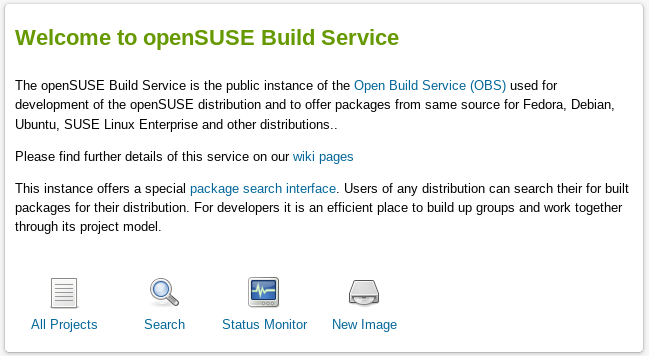 Welcome to openSUSE Build Service
The openSUSE Build Service is the public instance of the Open Build Service (OBS) used for
development of the openSUSE distribution and to offer packages from same source for Fedora, Debian,
Ubuntu, SUSE Linux Enterprise and other distributions..
Please find further details of this service on our wiki pages
This instance offers a special package search interface. Users of any distribution can search their for built
packages for their distribution. For developers it is an efficient place to build up groups and work together
through its project model.
All Projects Search Status Monitor New Image